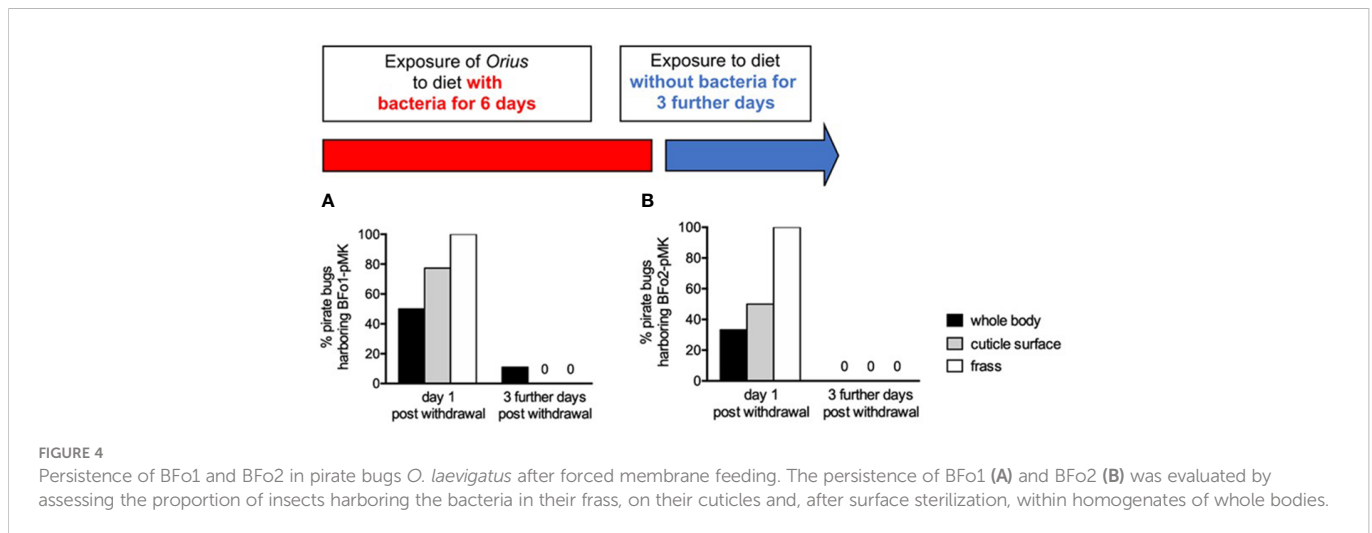 Exposure of Orius
to diet with
bacteria for 6 days
Exposure to diet
without bacteria for
3 further days
A
% pirate bugs
harboring BFo1-pMK
100
80
60
40
20
0
0 0
day 1
post withdrawal
3 further days
post withdrawal
B
% pirate bugs
harboring BFo2-pMK
100
80
60
40
20
0
0 0 0
day 1
post withdrawal
3 further days
post withdrawal
whole body
cuticle surface
frass
FIGURE 4
Persistence of BFo1 and BFo2 in pirate bugs O. laevigatus after forced membrane feeding. The persistence of BFo1 (A) and BFo2 (B) was evaluated by
assessing the proportion of insects harboring the bacteria in their frass, on their cuticles and, after surface sterilization, within homogenates of whole bodies.